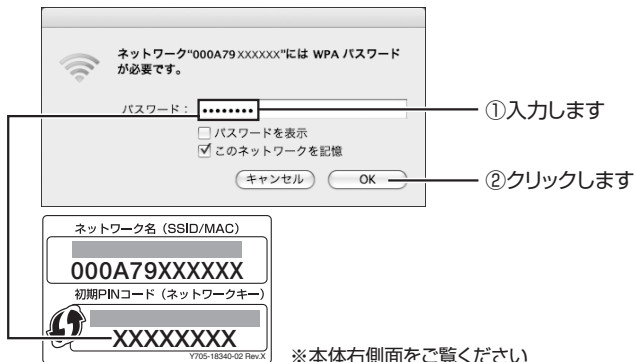 ネットワーク“000A79XXXXXX”には WPA パスワード
が必要です。
パスワード： ••••••••
①入力します
パスワードを表示
このネットワークを記憶
キャンセル OK
②クリックします
ネットワーク名（SSID/MAC）
000A79XXXXXX
初期PINコード（ネットワークキー）
XXXXXXXX
Y705-18340-02 Rev.X
※本体右側面をご覧ください